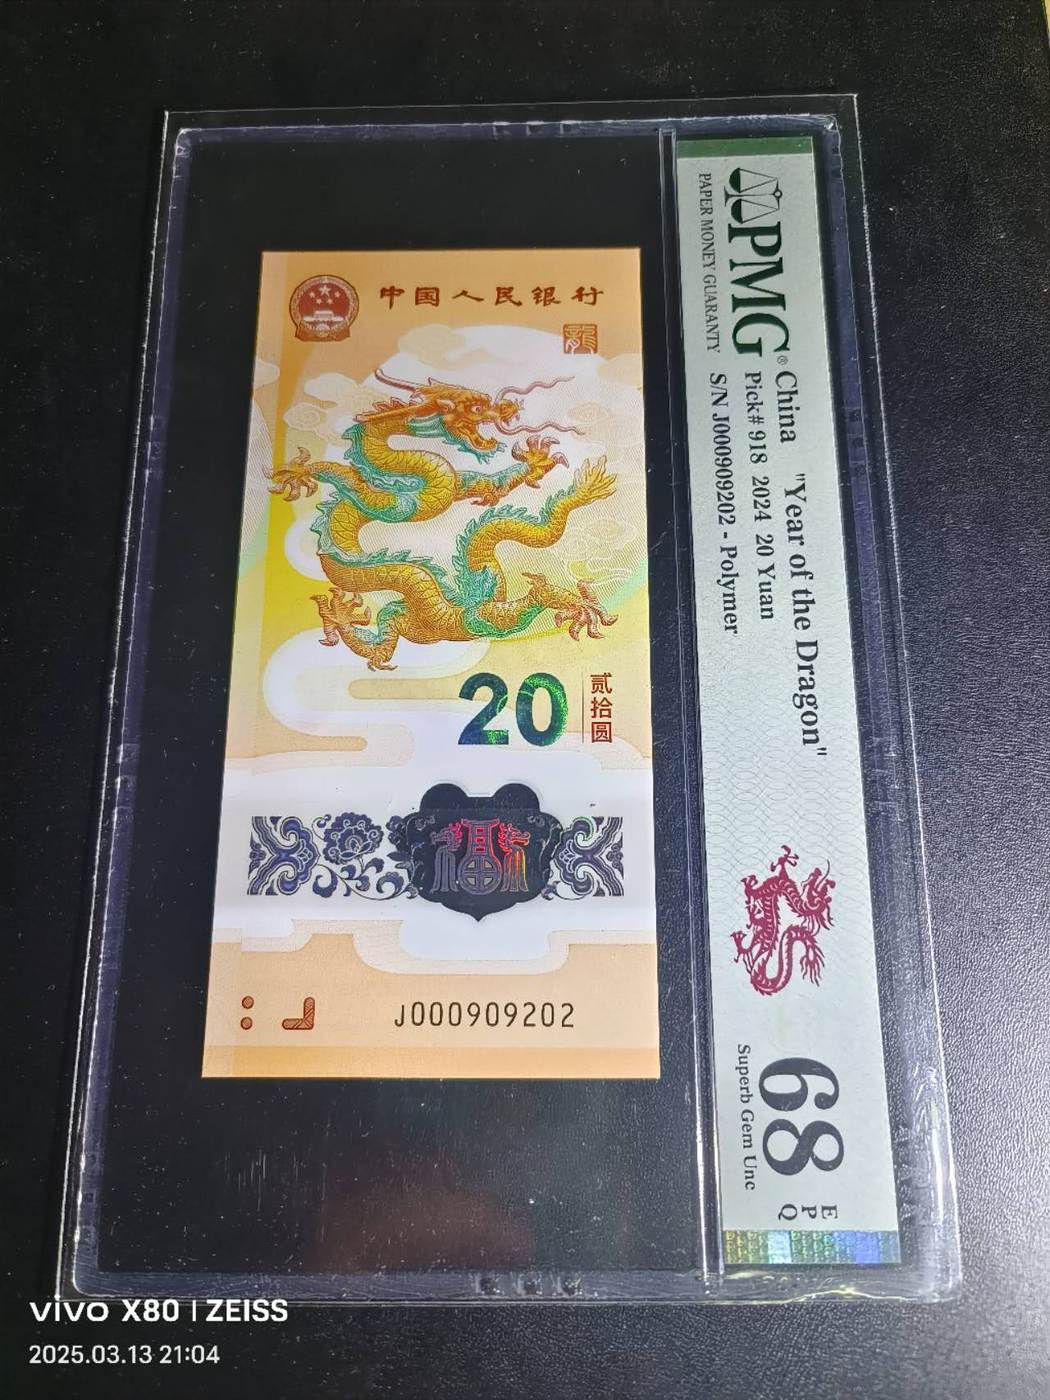 中国人民银行
龍
20
贰拾圆
福
J000909202
PMG®
PAPER MONEY GUARANTY
China "Year of the Dragon"
Pick# 918 2024 20 Yuan
S/N J000909202 - Polymer
68
EPQ
Superb Gem Unc
vivo X80 | ZEISS
2025.03.13 21:04